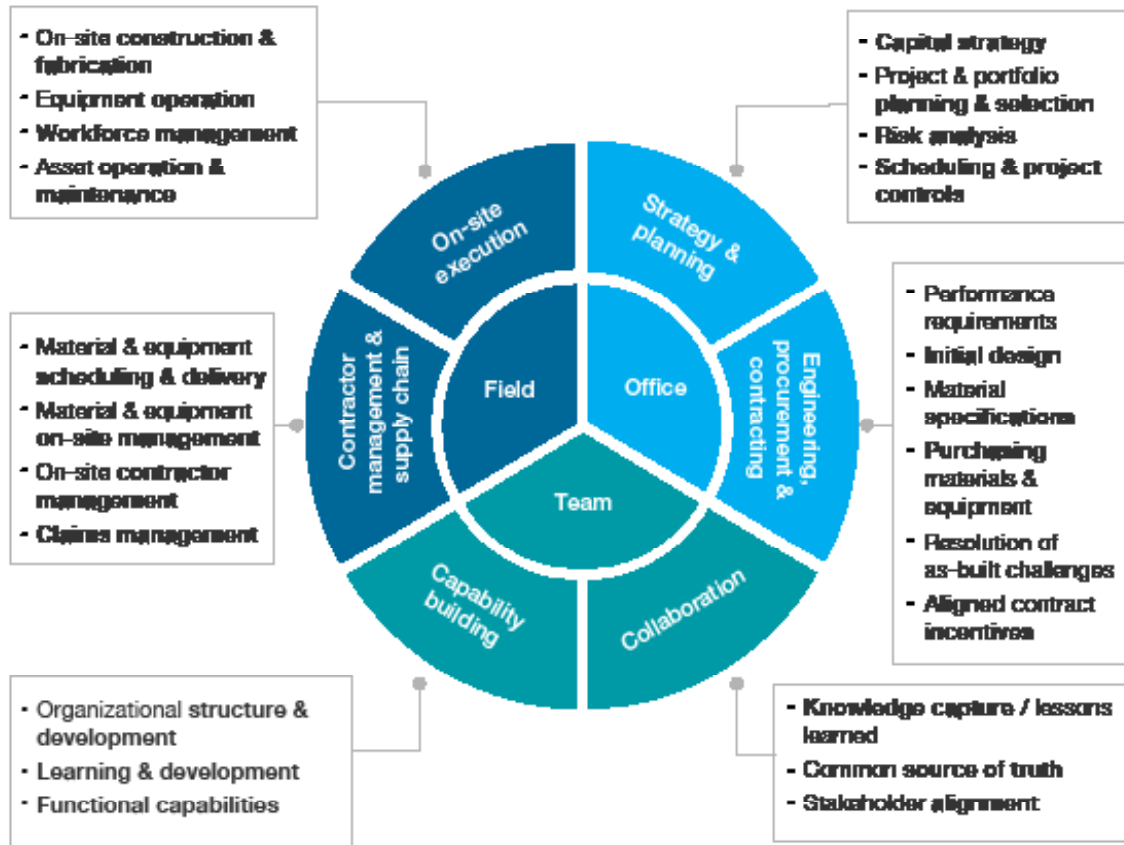 - On-site construction &
fabrication
- Equipment operation
- Workforce management
- Asset operation &
maintenance
- Capital strategy
- Project & portfolio
planning & selection
- Risk analysis
- Scheduling & project
controls
On-site
execution
Strategy &
planning
Contractor
management &
supply chain
Field
Office
Engineering,
procurement &
contracting
Team
Capability
building
Collaboration
- Material & equipment
scheduling & delivery
- Material & equipment
on-site management
- On-site contractor
management
- Claims management
- Performance
requirements
- Initial design
- Material
specifications
- Purchasing
materials &
equipment
- Resolution of
as-built challenges
- Aligned contract
incentives
• Organizational structure &
development
• Learning & development
• Functional capabilities
- Knowledge capture / lessons
learned
- Common source of truth
- Stakeholder alignment